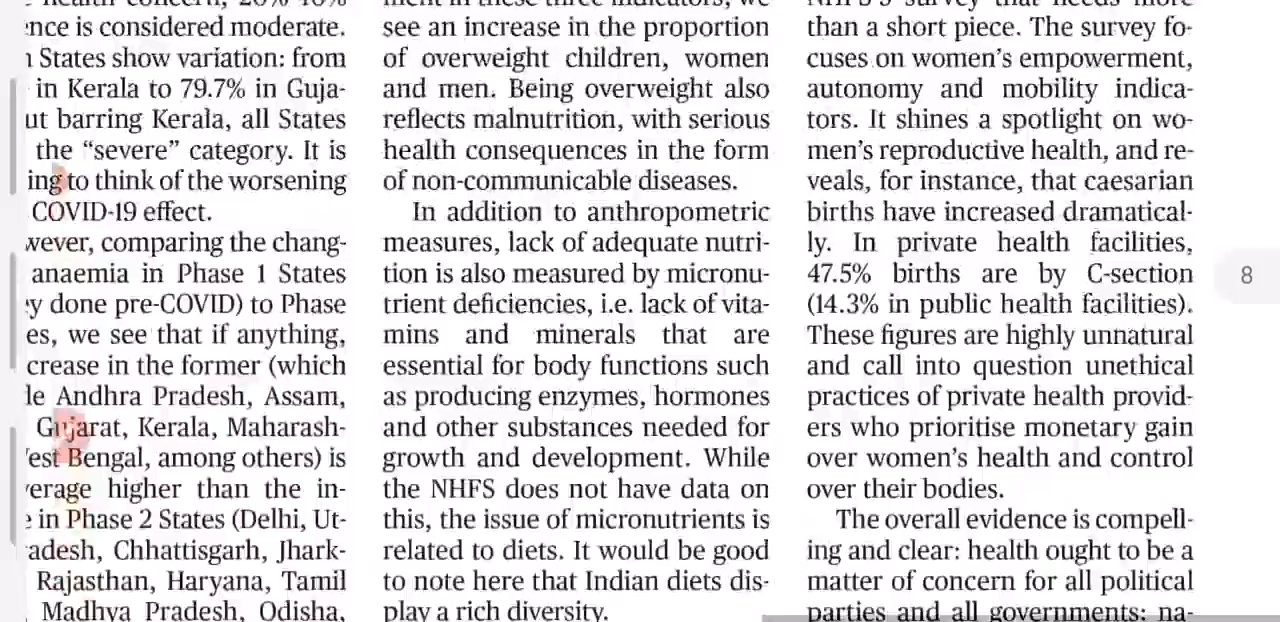 nce is considered moderate.
States show variation: from
in Kerala to 79.7% in Guja-
ut barring Kerala, all States
the “severe” category. It is
ing to think of the worsening
COVID-19 effect.
wever, comparing the chang-
anaemia in Phase 1 States
y done pre-COVID) to Phase
es, we see that if anything,
crease in the former (which
le Andhra Pradesh, Assam,
Gujarat, Kerala, Maharash-
est Bengal, among others) is
verage higher than the in-
in Phase 2 States (Delhi, Ut-
adesh, Chhattisgarh, Jhark-
Rajasthan, Haryana, Tamil
Madhya Pradesh, Odisha,
see an increase in the proportion
of overweight children, women
and men. Being overweight also
reflects malnutrition, with serious
health consequences in the form
of non-communicable diseases.
In addition to anthropometric
measures, lack of adequate nutri-
tion is also measured by micronu-
trient deficiencies, i.e. lack of vita-
mins and minerals that are
essential for body functions such
as producing enzymes, hormones
and other substances needed for
growth and development. While
the NHFS does not have data on
this, the issue of micronutrients is
related to diets. It would be good
to note here that Indian diets dis-
play a rich diversity.
than a short piece. The survey fo-
cuses on women’s empowerment,
autonomy and mobility indica-
tors. It shines a spotlight on wo-
men’s reproductive health, and re-
veals, for instance, that caesarian
births have increased dramatical-
ly. In private health facilities,
47.5% births are by C-section
(14.3% in public health facilities).
These figures are highly unnatural
and call into question unethical
practices of private health provid-
ers who prioritise monetary gain
over women’s health and control
over their bodies.
The overall evidence is compell-
ing and clear: health ought to be a
matter of concern for all political
parties and all governments: na-
8